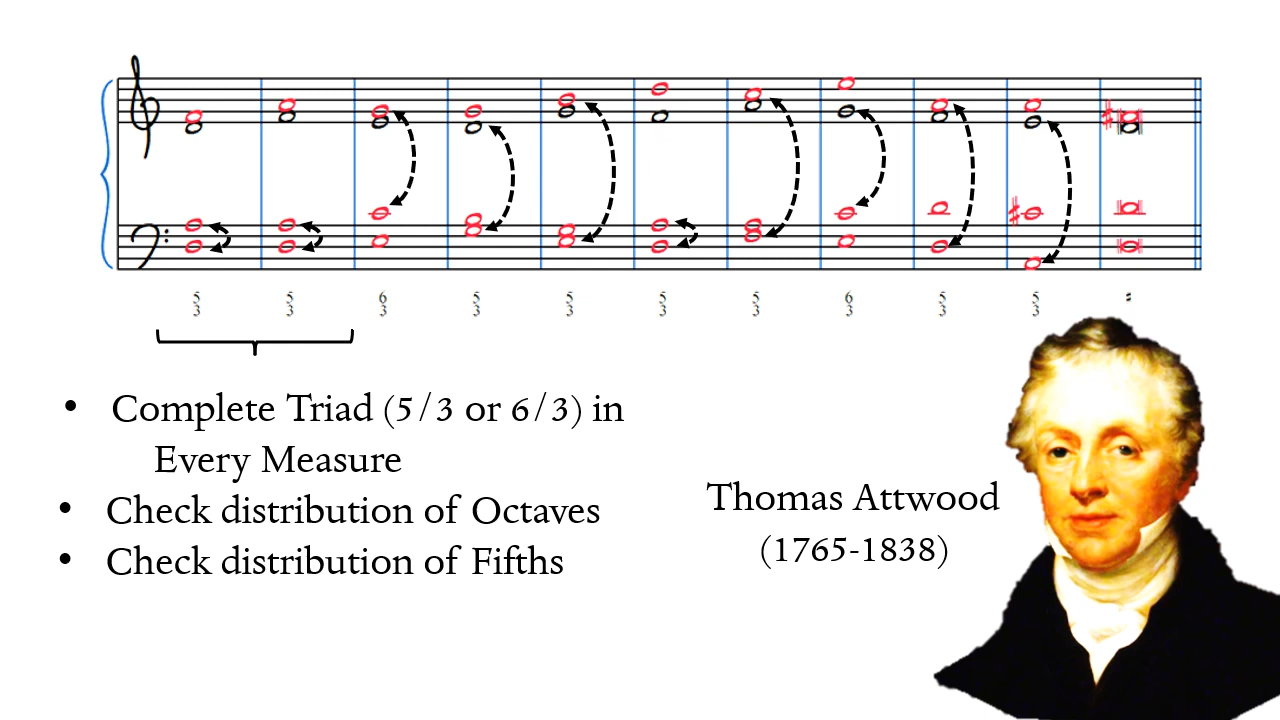 5 5 6 5 5 5 5 6 5 5 #
3 3 3 3 3 3 3 3 3 3
• Complete Triad (5/3 or 6/3) in
Every Measure
• Check distribution of Octaves
• Check distribution of Fifths
Thomas Attwood
(1765-1838)